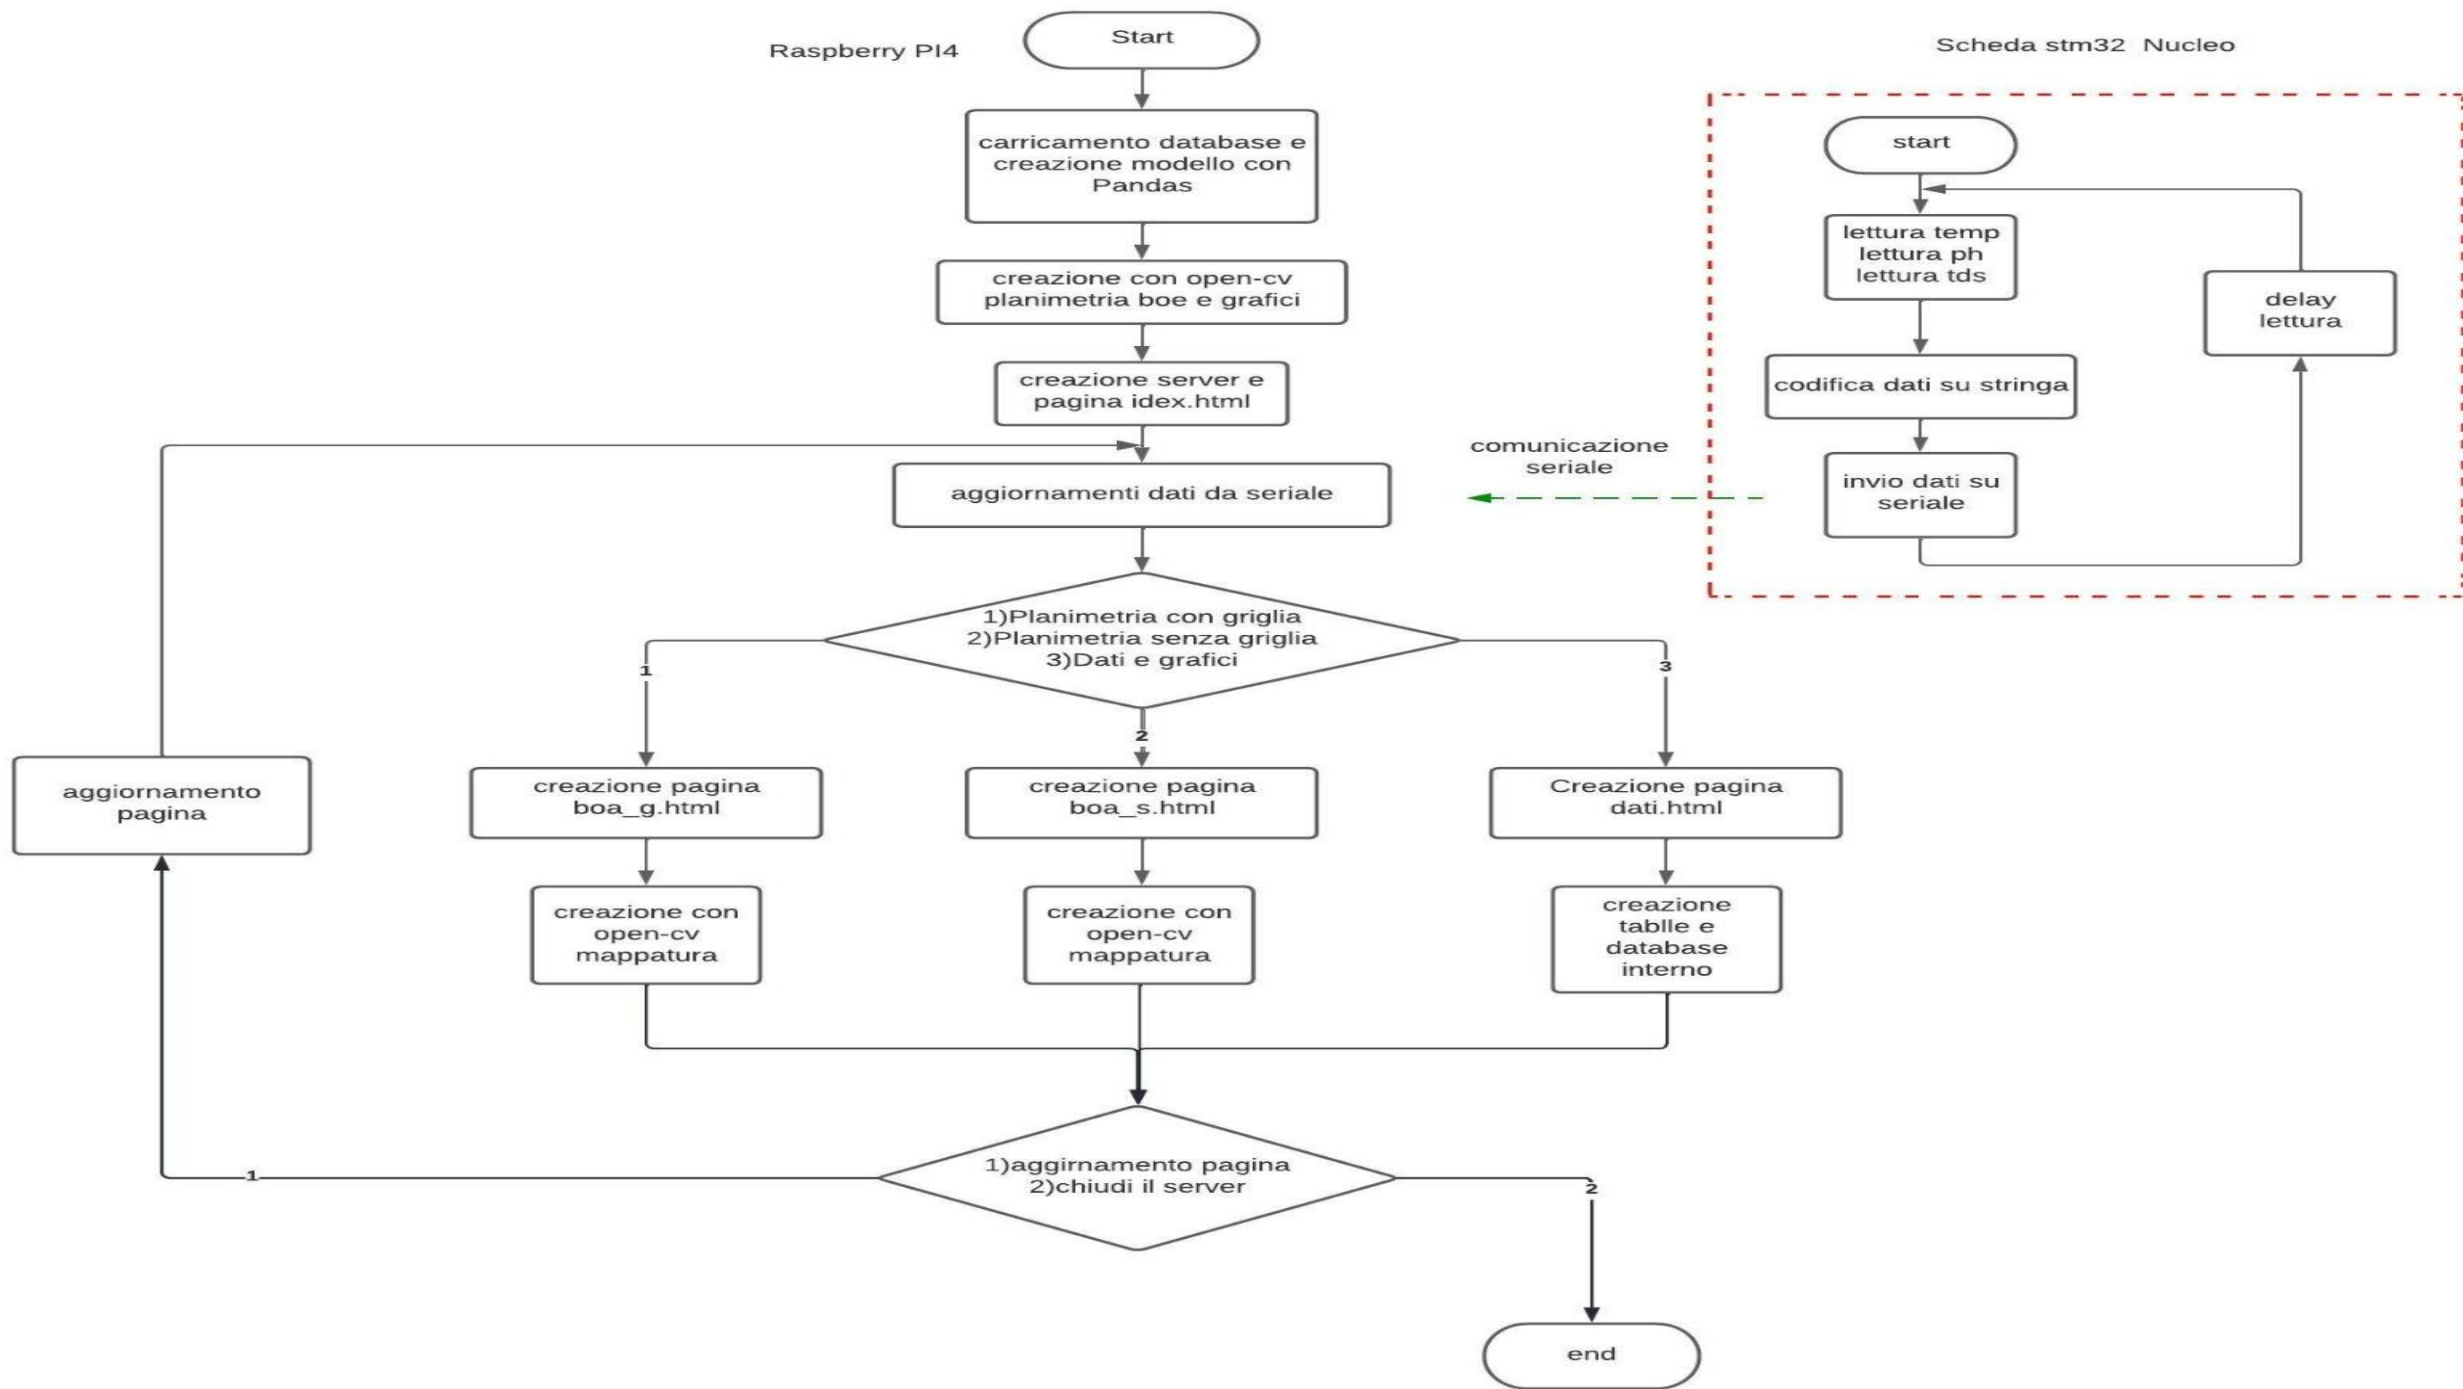 Raspberry PI4
Start
carricamento database e
creazione modello con
Pandas
creazione con open-cv
planimetria boe e grafici
creazione server e
pagina idex.html
aggiornamenti dati da seriale
1)Planimetria con griglia
2)Planimetria senza griglia
3)Dati e grafici
1
2
3
aggiornamento
pagina
creazione pagina
boa_g.html
creazione pagina
boa_s.html
Creazione pagina
dati.html
creazione con
open-cv
mappatura
creazione con
open-cv
mappatura
creazione
tablle e
database
interno
1)aggirnamento pagina
2)chiudi il server
1
2
end
comunicazione
seriale
Scheda stm32  Nucleo
start
lettura temp
lettura ph
lettura tds
codifica dati su stringa
invio dati su
seriale
delay
lettura